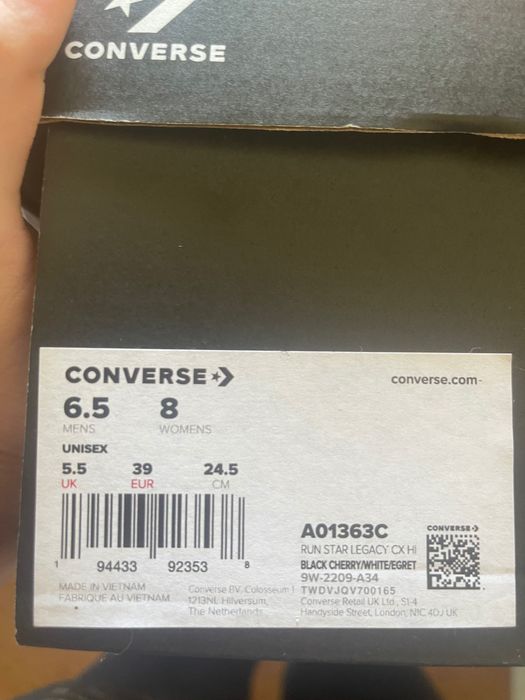 CONVERSE
CONVERSE
converse.com
6.5 8
MENS WOMENS
UNISEX
5.5 39 24.5
UK EUR CM
1 94433 92353 8
A01363C
RUN STAR LEGACY CX HI
BLACK CHERRY/WHITE/EGRET
9W-2209-A34
TWDVJQV700165
CONVERSE
MADE IN VIETNAM
FABRIQUE AU VIETNAM
Converse BV, Colosseum 1
1213NL Hilversum,
The Netherlands
Converse Retail UK Ltd., S1-4
Handyside Street, London, N1C 4DJ UK